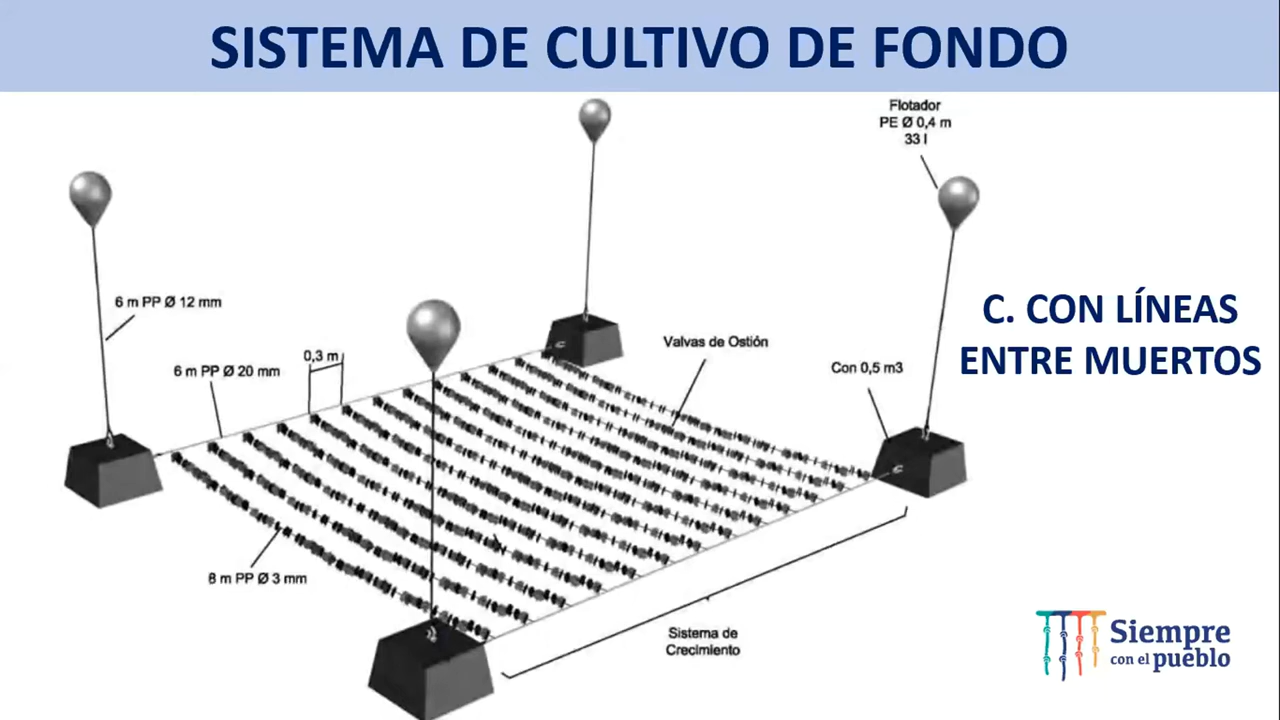 SISTEMA DE CULTIVO DE FONDO
Flotador
PE Ø 0,4 m
33 l
6 m PP Ø 12 mm
C. CON LÍNEAS
ENTRE MUERTOS
0,3 m
6 m PP Ø 20 mm
Valvas de Ostión
Con 0,5 m3
8 m PP Ø 3 mm
Sistema de
Crecimiento
Siempre
con el pueblo